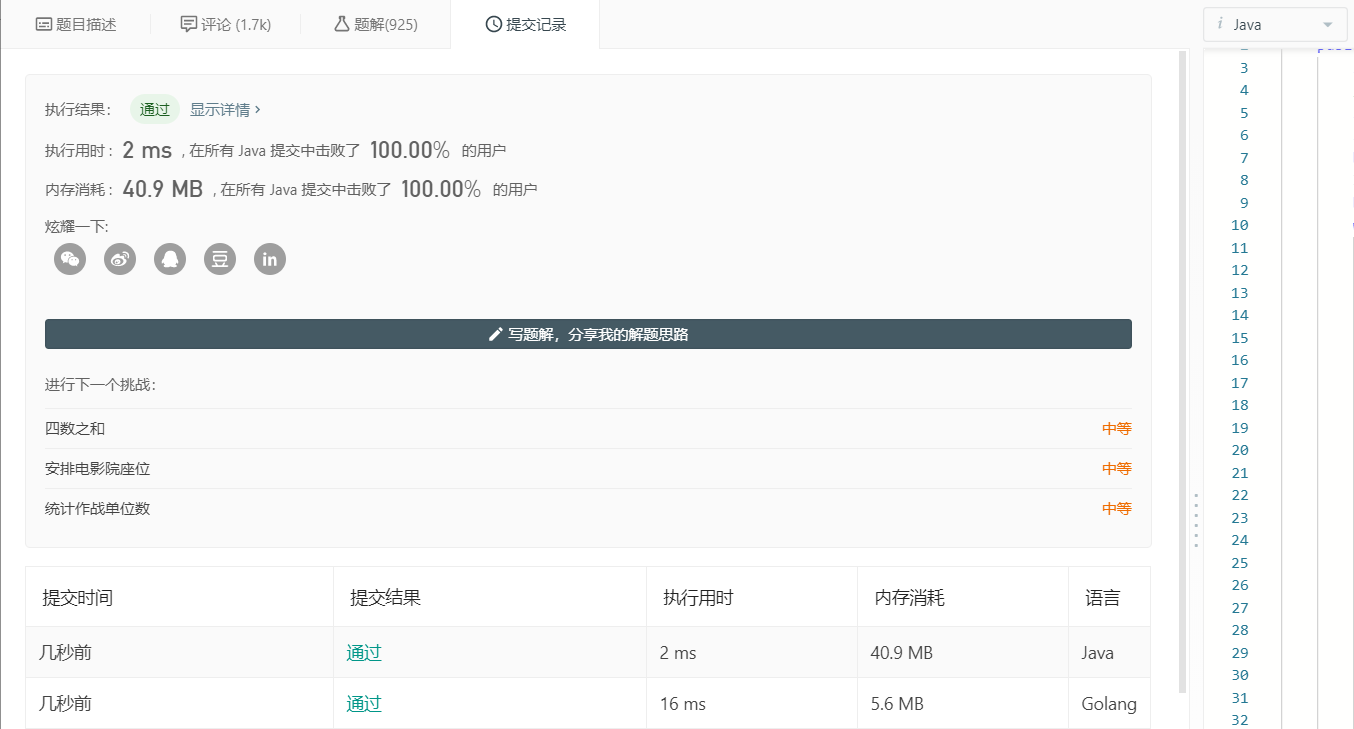 题目描述
评论 (1.7k)
题解(925)
提交记录
i Java
执行结果： 通过 显示详情 ›
执行用时 : 2 ms , 在所有 Java 提交中击败了 100.00% 的用户
内存消耗 : 40.9 MB , 在所有 Java 提交中击败了 100.00% 的用户
炫耀一下:
豆
in
写题解，分享我的解题思路
进行下一个挑战：
四数之和 中等
安排电影院座位 中等
统计作战单位数 中等
提交时间 提交结果 执行用时 内存消耗 语言
几秒前 通过 2 ms 40.9 MB Java
几秒前 通过 16 ms 5.6 MB Golang
3
4
5
6
7
8
9
10
11
12
13
14
15
16
17
18
19
20
21
22
23
24
25
26
27
28
29
30
31
32